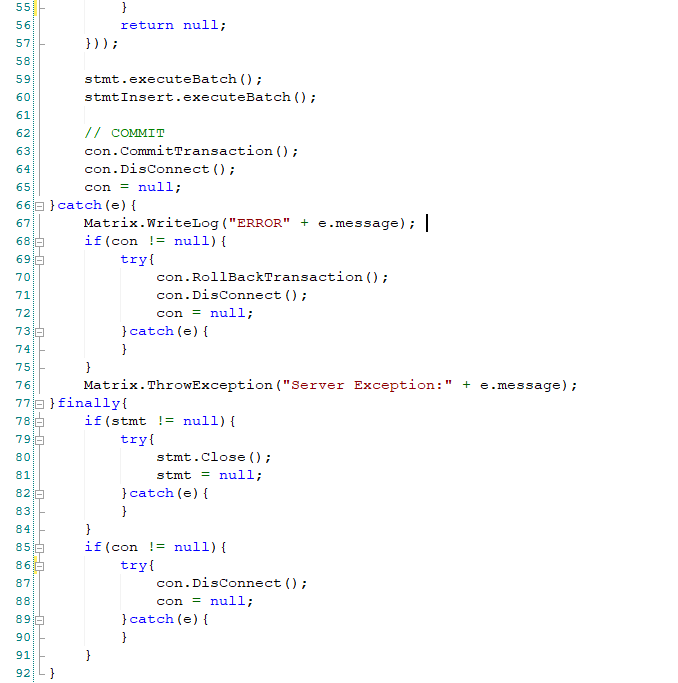 55 }
56 return null;
57 }));
58
59 stmt.executeBatch();
60 stmtInsert.executeBatch();
61
62 // COMMIT
63 con.CommitTransaction();
64 con.DisConnect();
65 con = null;
66 }catch(e){
67 Matrix.WriteLog("ERROR" + e.message);
68 if(con != null){
69 try{
70 con.RollBackTransaction();
71 con.DisConnect();
72 con = null;
73 }catch(e){
74 }
75 }
76 Matrix.ThrowException("Server Exception:" + e.message);
77 }finally{
78 if(stmt != null){
79 try{
80 stmt.Close();
81 stmt = null;
82 }catch(e){
83 }
84 }
85 if(con != null){
86 try{
87 con.DisConnect();
88 con = null;
89 }catch(e){
90 }
91 }
92 }